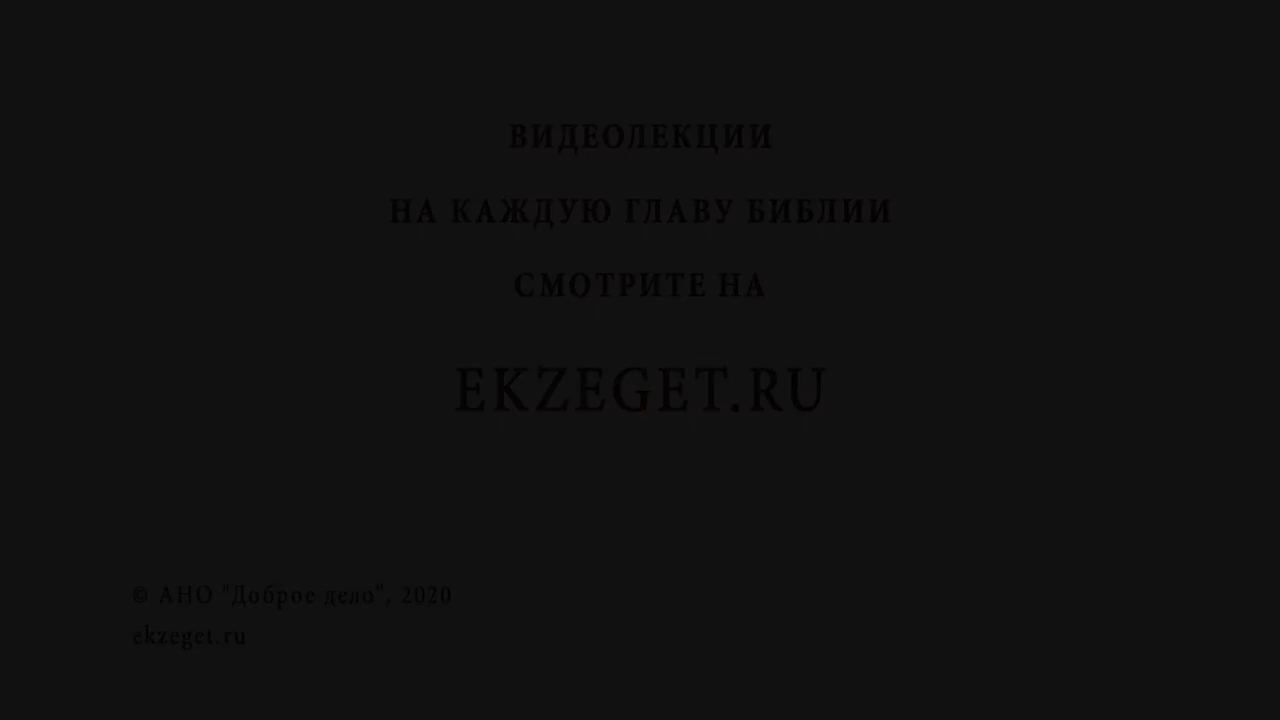 ВИДЕОЛЕКЦИИ
НА КАЖДУЮ ГЛАВУ БИБЛИИ
СМОТРИТЕ НА
EKZEGET.RU
© АНО "Доброе дело", 2020
ekzeget.ru